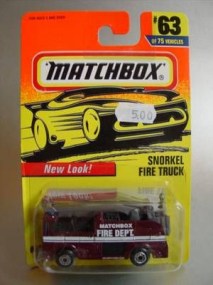 #63
OF 75 VEHICLES
MATCHBOX
500
New Look!
SNORKEL
FIRE TRUCK
MATCHBOX
FIRE DEPT.